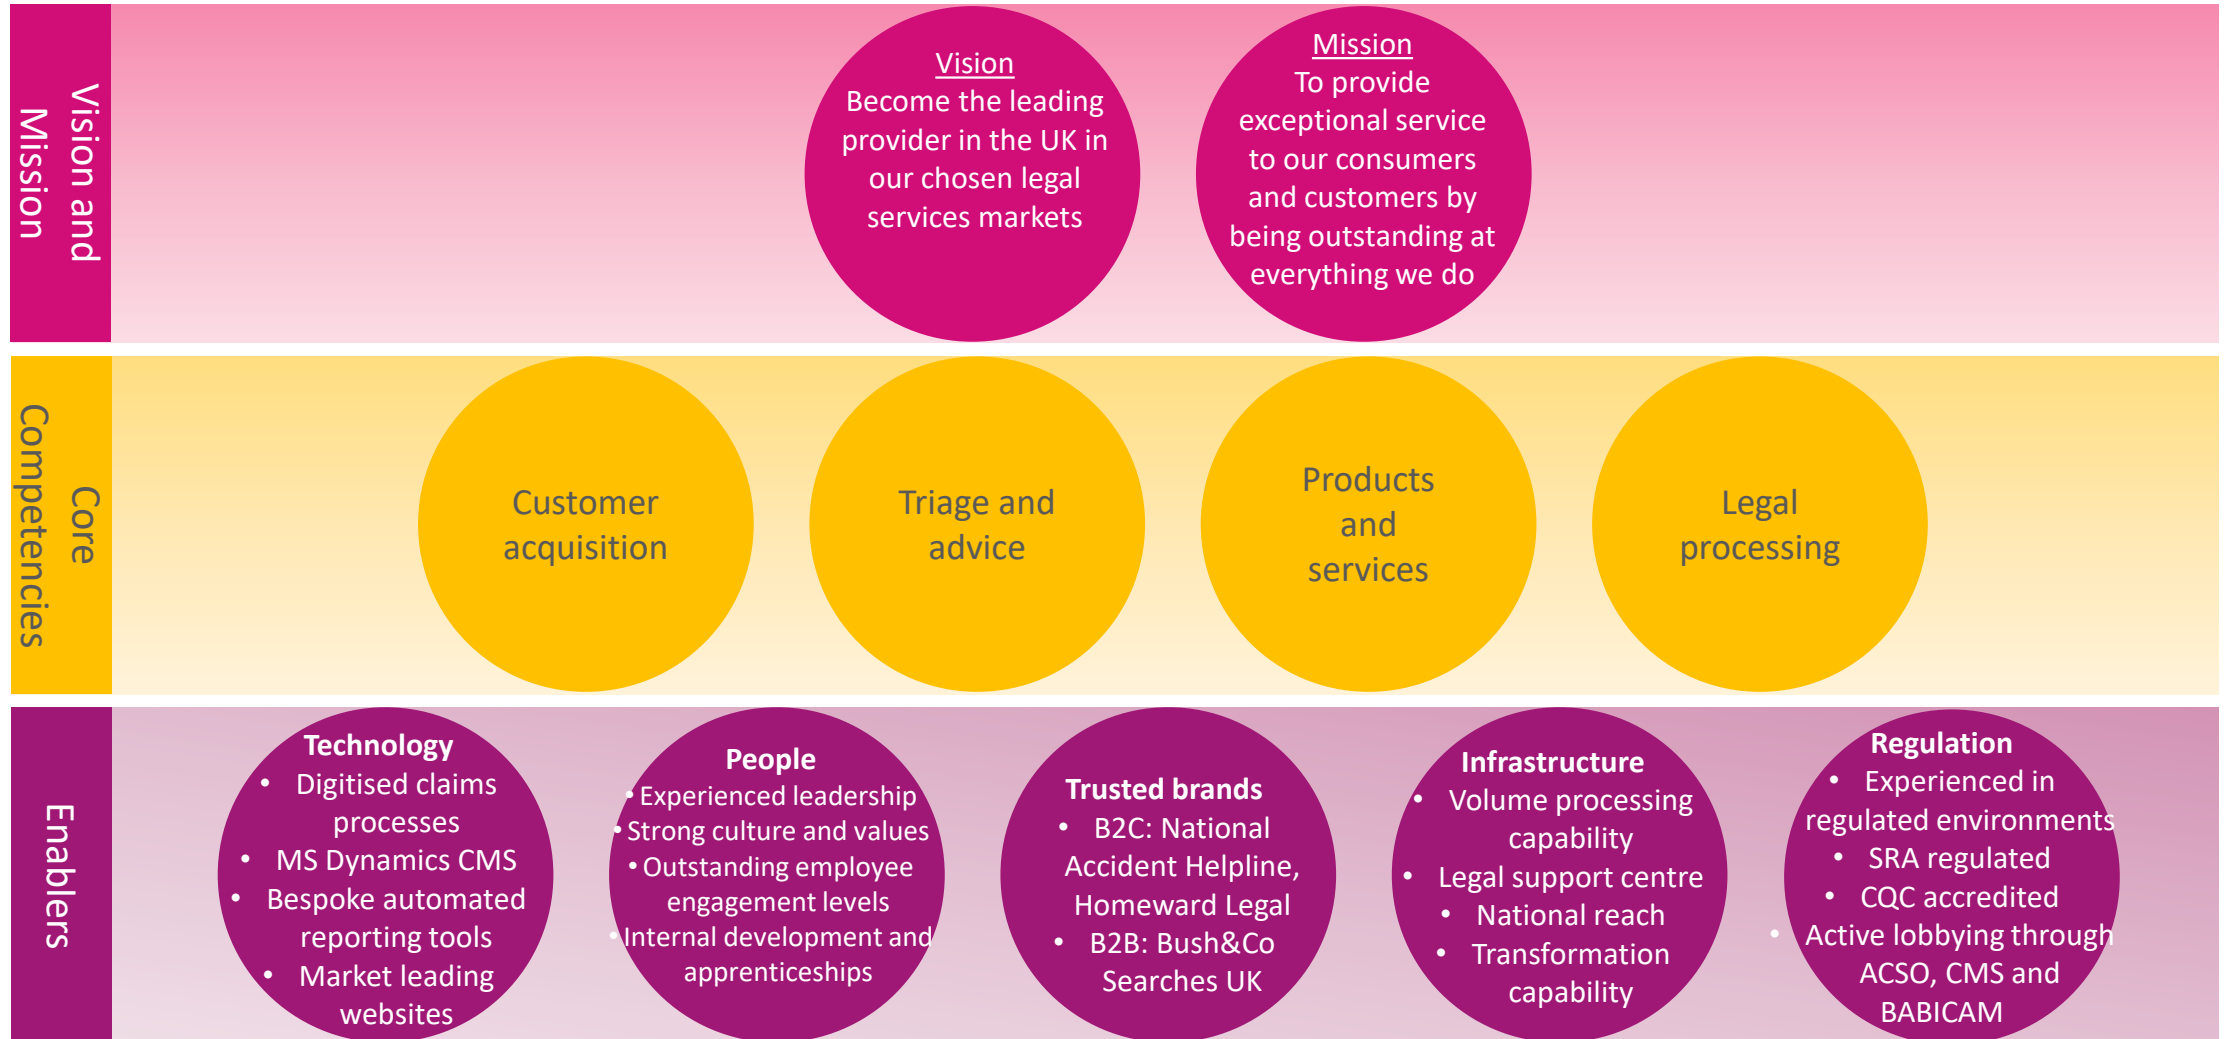 Vision and
Mission
Vision
Become the leading
provider in the UK in
our chosen legal
services markets
Mission
To provide
exceptional service
to our consumers
and customers by
being outstanding at
everything we do
Core
Competencies
Customer
acquisition
Triage and
advice
Products
and
services
Legal
processing
Enablers
Technology
• Digitised claims
processes
• MS Dynamics CMS
• Bespoke automated
reporting tools
• Market leading
websites
People
• Experienced leadership
• Strong culture and values
• Outstanding employee
engagement levels
• Internal development and
apprenticeships
Trusted brands
• B2C: National
Accident Helpline,
Homeward Legal
• B2B: Bush&Co
Searches UK
Infrastructure
• Volume processing
capability
• Legal support centre
• National reach
• Transformation
capability
Regulation
• Experienced in
regulated environments
• SRA regulated
• CQC accredited
• Active lobbying through
ACSO, CMS and
BABICAM